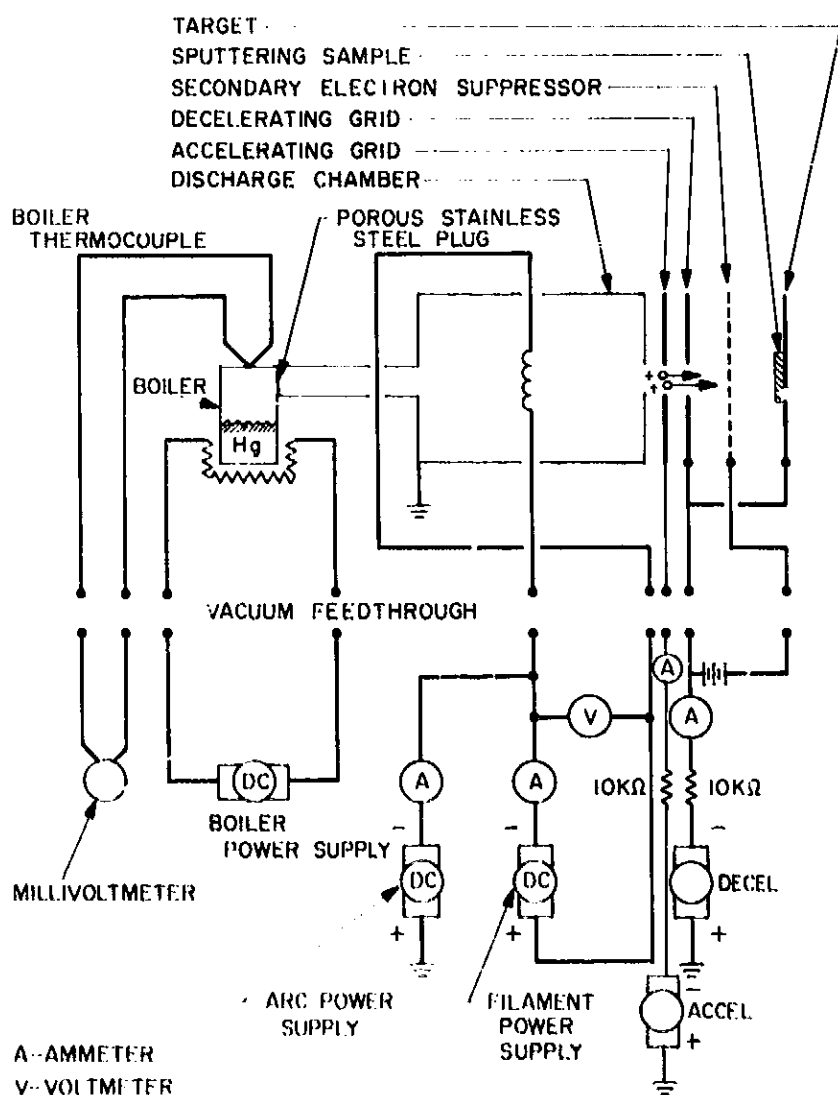 TARGET
SPUTTERING SAMPLE
SECONDARY ELECTRON SUPPRESSOR
DECELERATING GRID
ACCELERATING GRID
DISCHARGE CHAMBER
BOILER
THERMOCOUPLE
POROUS STAINLESS
STEEL PLUG
BOILER
Hg
+
+
VACUUM FEEDTHROUGH
A
V
A
DC
A
A
10KΩ
10KΩ
BOILER
POWER SUPPLY
- - -
MILLIVOLTMETER
DC
DC
DECEL
+ + +
ARC POWER
SUPPLY
FILAMENT
POWER
SUPPLY
-
ACCEL
+
A--AMMETER
V--VOLTMETER